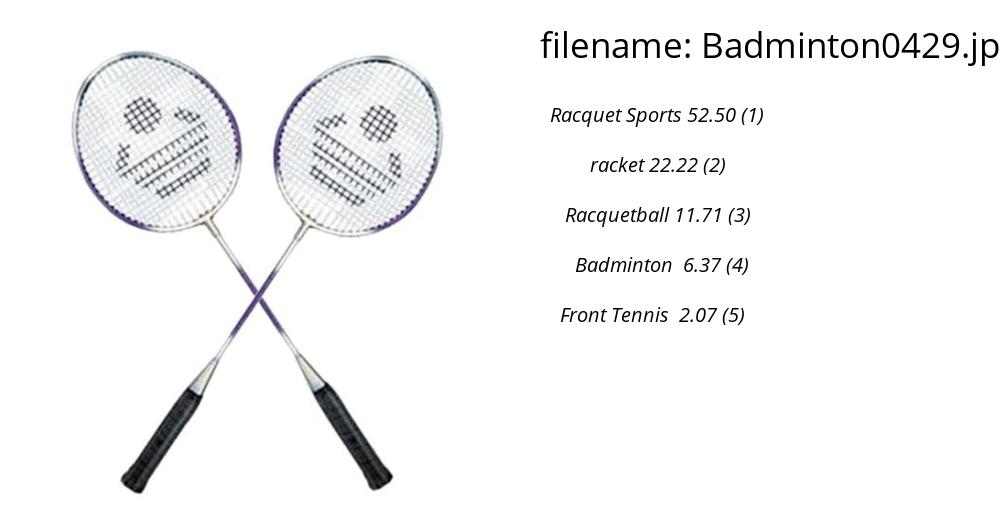 filename: Badminton0429.jp
Racquet Sports 52.50 (1)
racket 22.22 (2)
Racquetball 11.71 (3)
Badminton 6.37 (4)
Front Tennis 2.07 (5)